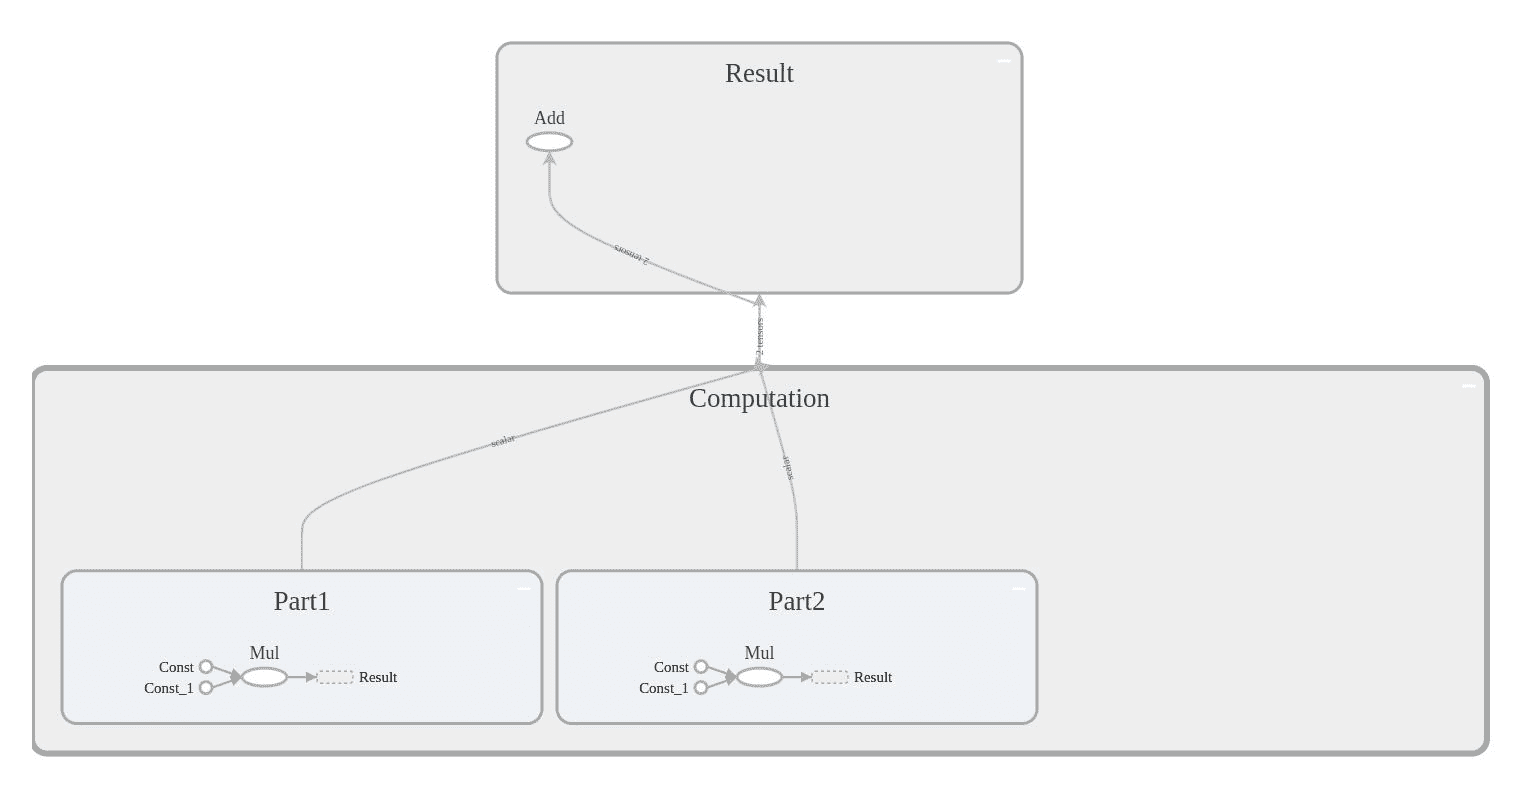 Result
Add
2 tensors
2 tensors
Computation
scalar
scalar
Part1
Mul
Const
Const_1
Result
Part2
Mul
Const
Const_1
Result